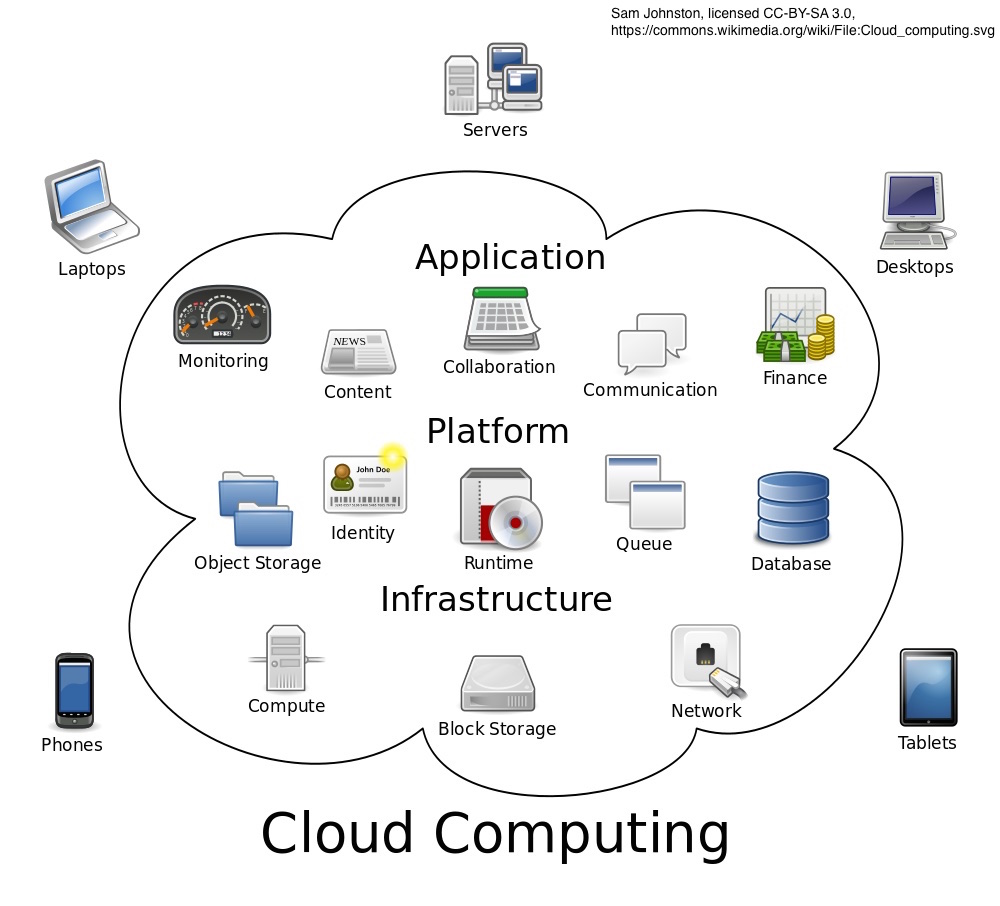 Sam Johnston, licensed CC-BY-SA 3.0,
https://commons.wikimedia.org/wiki/File:Cloud_computing.svg
Servers
Laptops
Desktops
Application
Monitoring
NEWS
Content
Collaboration
Communication
Finance
Platform
Object Storage
John Doe
Identity
Runtime
Queue
Database
Infrastructure
Compute
Block Storage
Network
Phones
Tablets
Cloud Computing